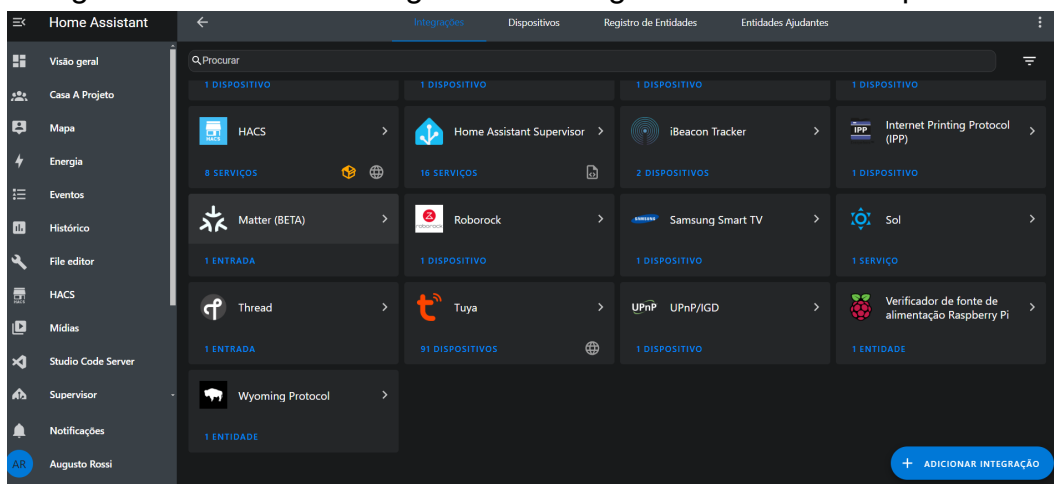 Home Assistant
Integrações
Dispositivos
Registro de Entidades
Entidades Ajudantes
Visão geral
Casa A Projeto
Mapa
Energia
Eventos
Histórico
File editor
HACS
Mídias
Studio Code Server
Supervisor
Notificações
AR Augusto Rossi
Procurar
1 DISPOSITIVO
1 DISPOSITIVO
1 DISPOSITIVO
1 DISPOSITIVO
HACS
HACS
8 SERVIÇOS
Home Assistant Supervisor
16 SERVIÇOS
iBeacon Tracker
2 DISPOSITIVOS
IPP
Internet Printing Protocol
(IPP)
1 DISPOSITIVO
Matter (BETA)
1 ENTRADA
roborock
Roborock
1 DISPOSITIVO
SAMSUNG
Samsung Smart TV
1 DISPOSITIVO
Sol
1 SERVIÇO
Thread
1 ENTRADA
Tuya
91 DISPOSITIVOS
UPnP
UPnP/IGD
1 DISPOSITIVO
Verificador de fonte de
alimentação Raspberry Pi
1 ENTIDADE
Wyoming Protocol
1 ENTIDADE
+ ADICIONAR INTEGRAÇÃO